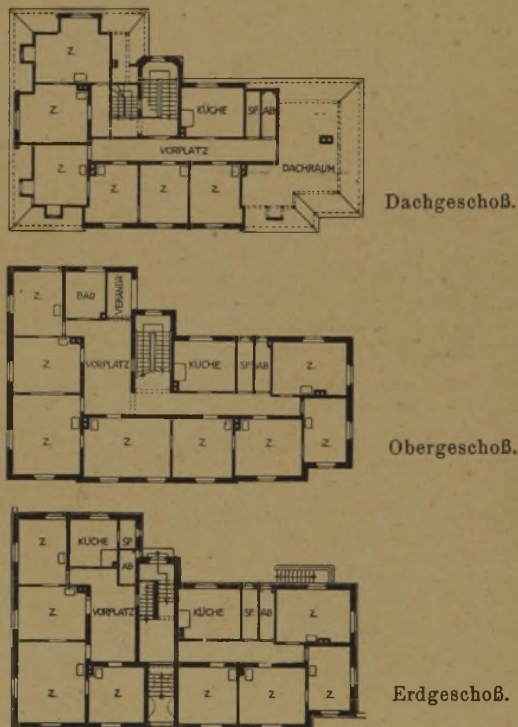 Z.
Z.
KÜCHE
SP.
AB
VORPLATZ
Z.
DACHRAUM
Z.
Z.
Z.
Dachgeschoß.
Z.
BAD
VERANDA
Z.
VORPLATZ
KÜCHE
SP.
AB
Z.
Z.
Z.
Z.
Z.
Z.
Obergeschoß.
Z.
KÜCHE
SP.
AB
Z.
VORPLATZ
KÜCHE
SP.
AB
Z.
Z.
Z.
Z.
Z.
Z.
Erdgeschoß.